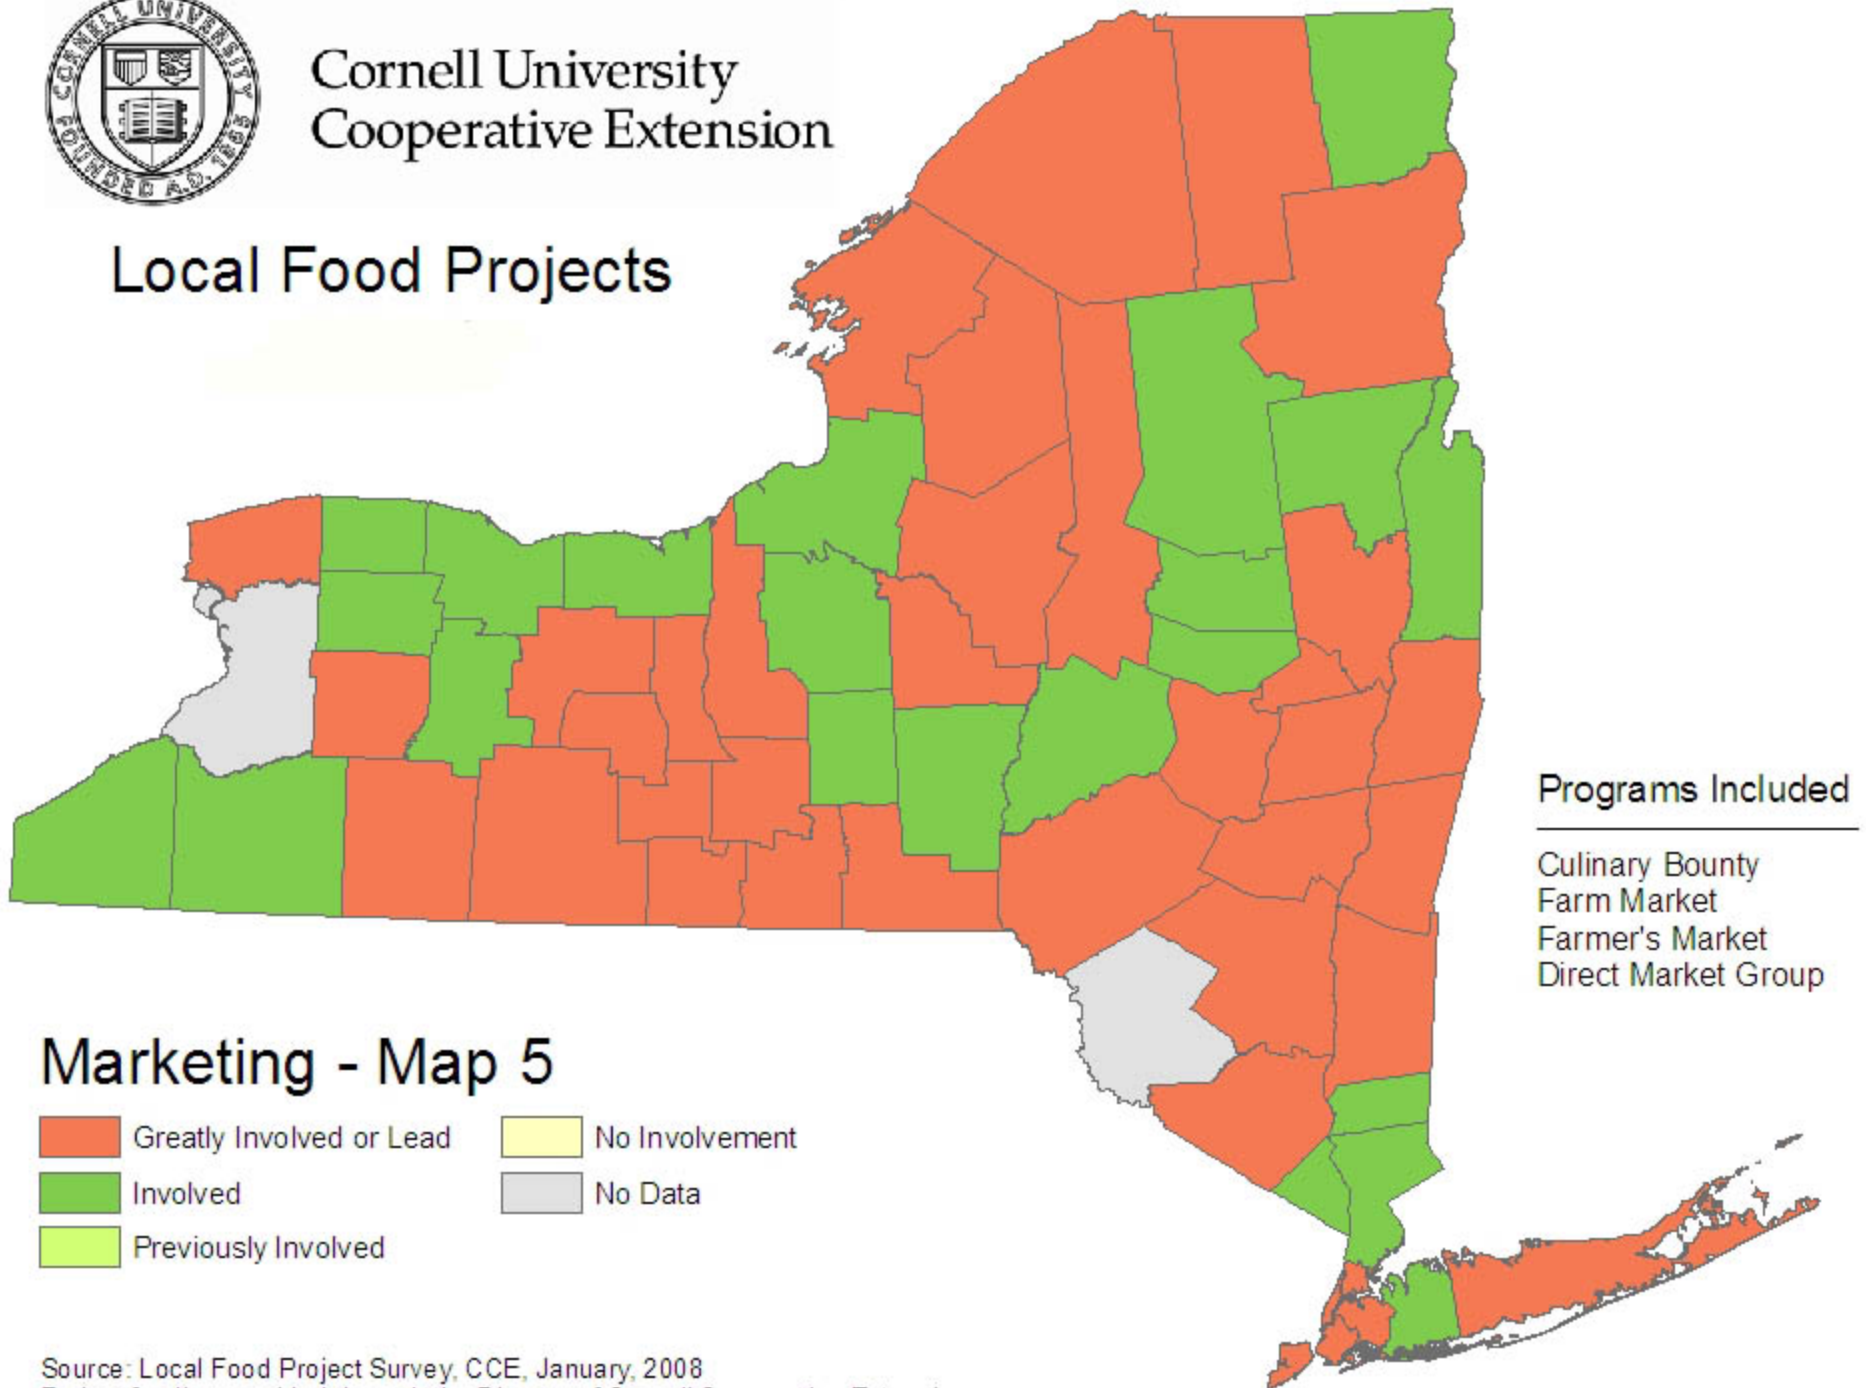 CORNELL UNIVERSITY
FOUNDED A.D. 1865
Cornell University
Cooperative Extension
Local Food Projects
Programs Included
Culinary Bounty
Farm Market
Farmer's Market
Direct Market Group
Marketing - Map 5
Greatly Involved or Lead
No Involvement
Involved
No Data
Previously Involved
Source: Local Food Project Survey, CCE, January, 2008